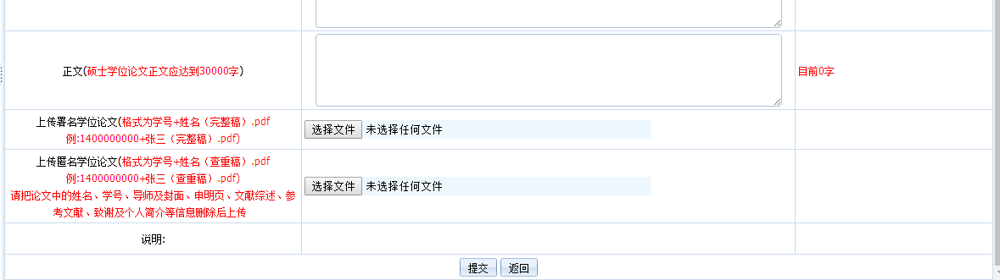 正文(硕士学位论文正文应达到30000字)
目前0字
上传署名学位论文(格式为学号+姓名（完整稿）.pdf
例:1400000000+张三（完整稿）.pdf)
选择文件 未选择任何文件
上传匿名学位论文(格式为学号+姓名（查重稿）.pdf
例:1400000000+张三（查重稿）.pdf)
请把论文中的姓名、学号、导师及封面、申明页、文献综述、参
考文献、致谢及个人简介等信息删除后上传
选择文件 未选择任何文件
说明:
提交 返回